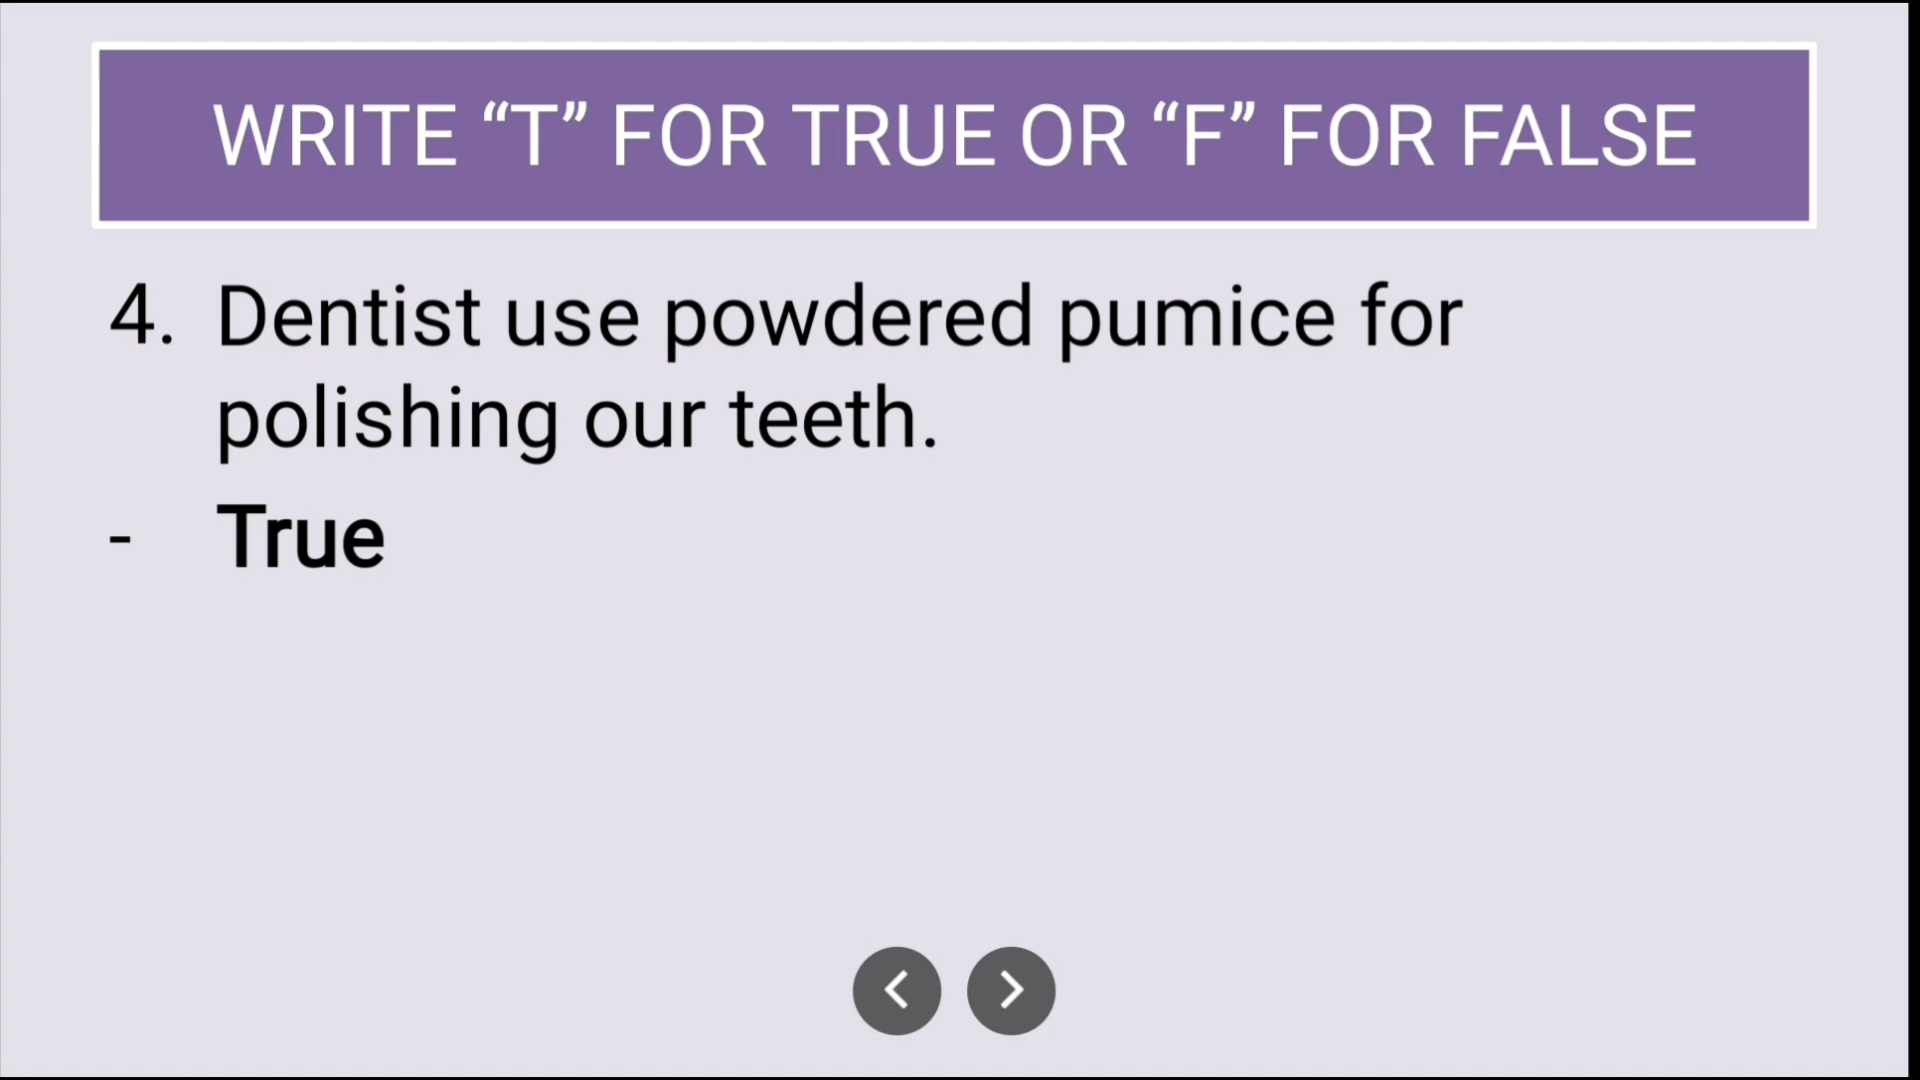 WRITE “T” FOR TRUE OR “F” FOR FALSE
4. Dentist use powdered pumice for
polishing our teeth.
- True